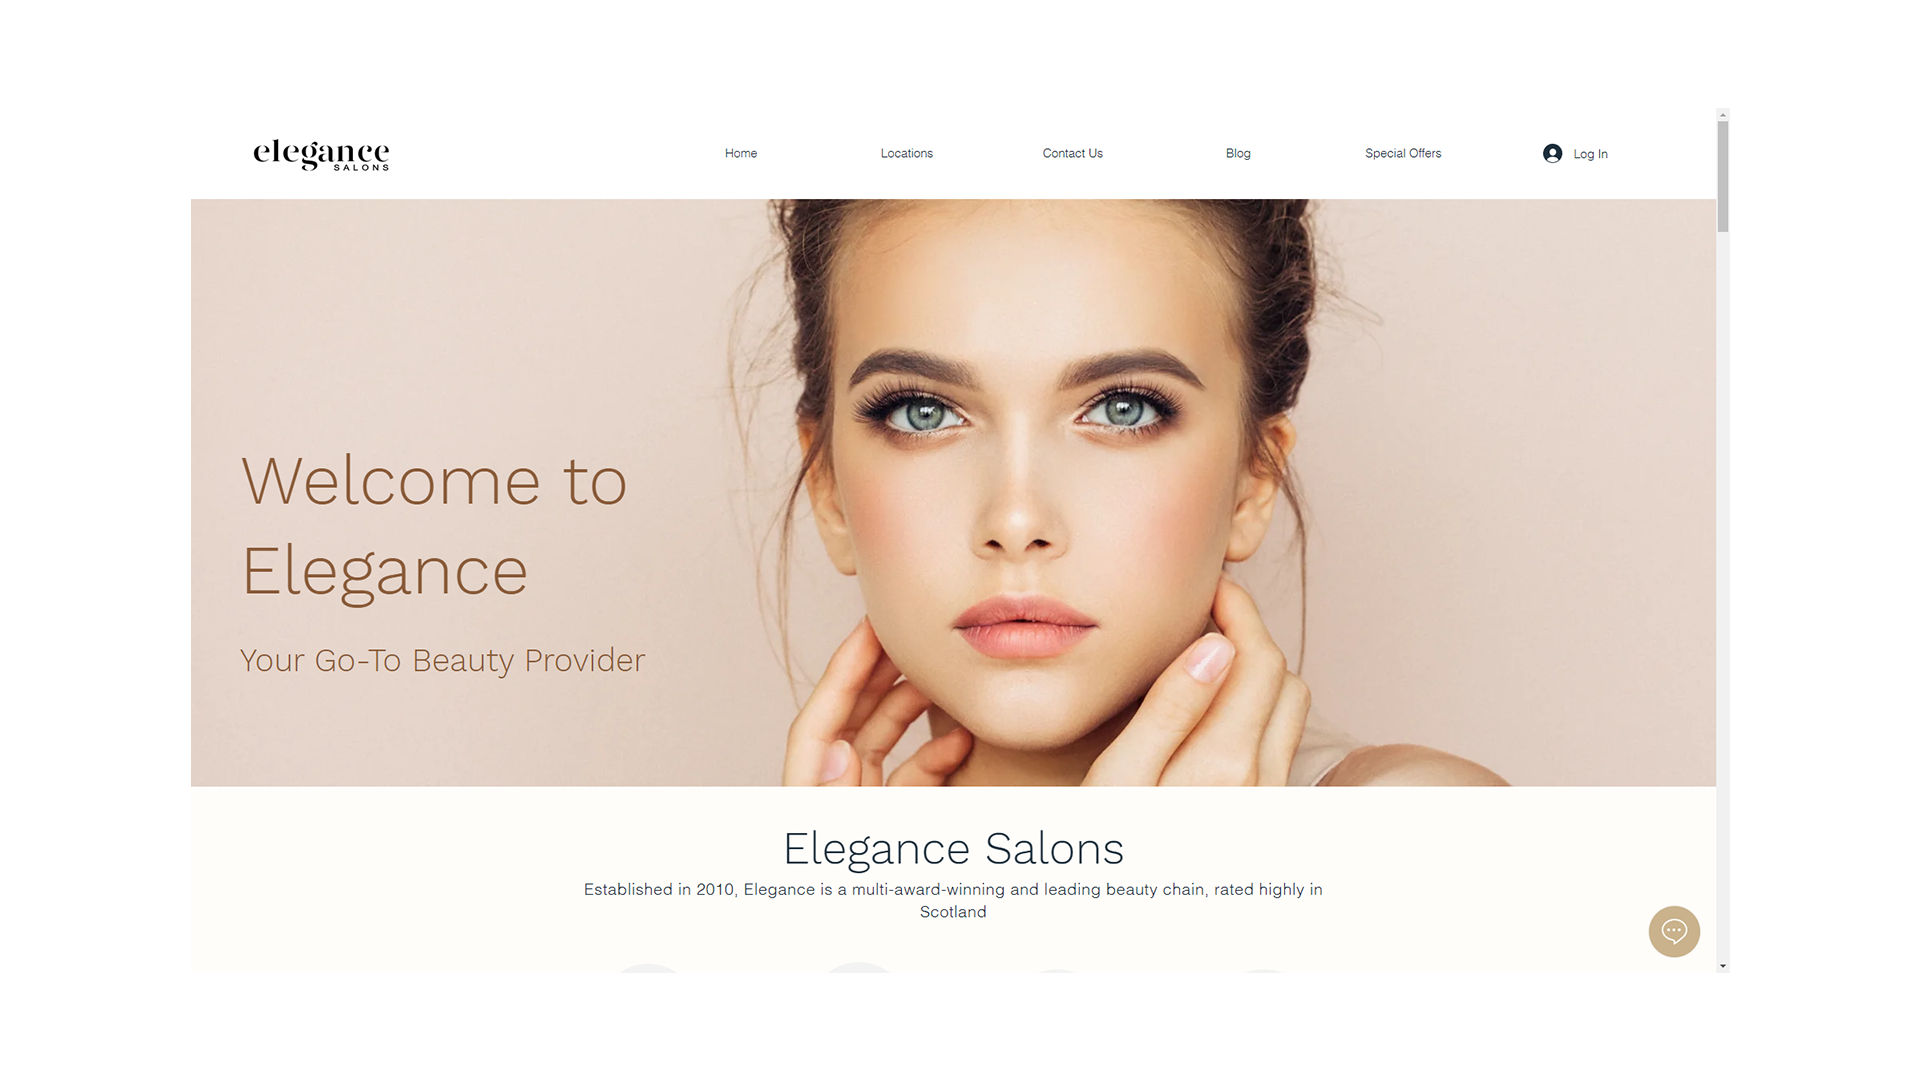 elegance
SALONS
Home
Locations
Contact Us
Blog
Special Offers
Log In
Welcome to
Elegance
Your Go-To Beauty Provider
Elegance Salons
Established in 2010, Elegance is a multi-award-winning and leading beauty chain, rated highly in
Scotland